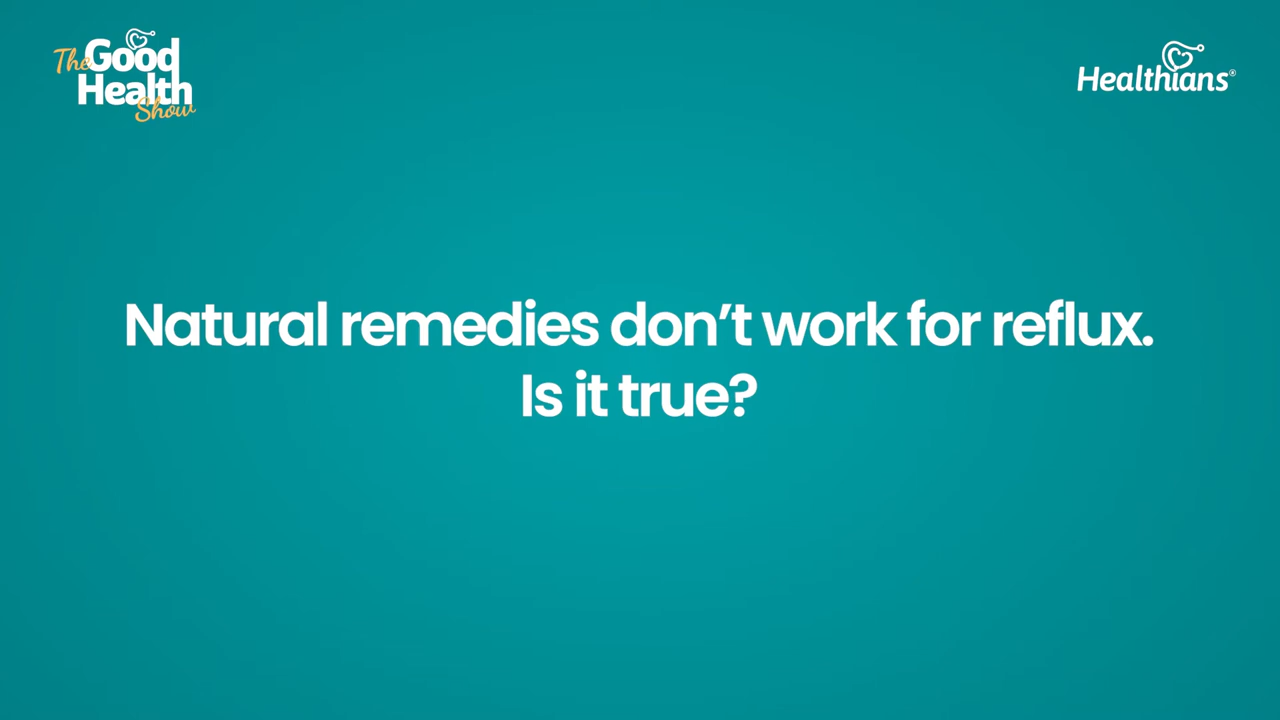 The Good
Health
Show
Healthians®
Natural remedies don’t work for reflux.
Is it true?